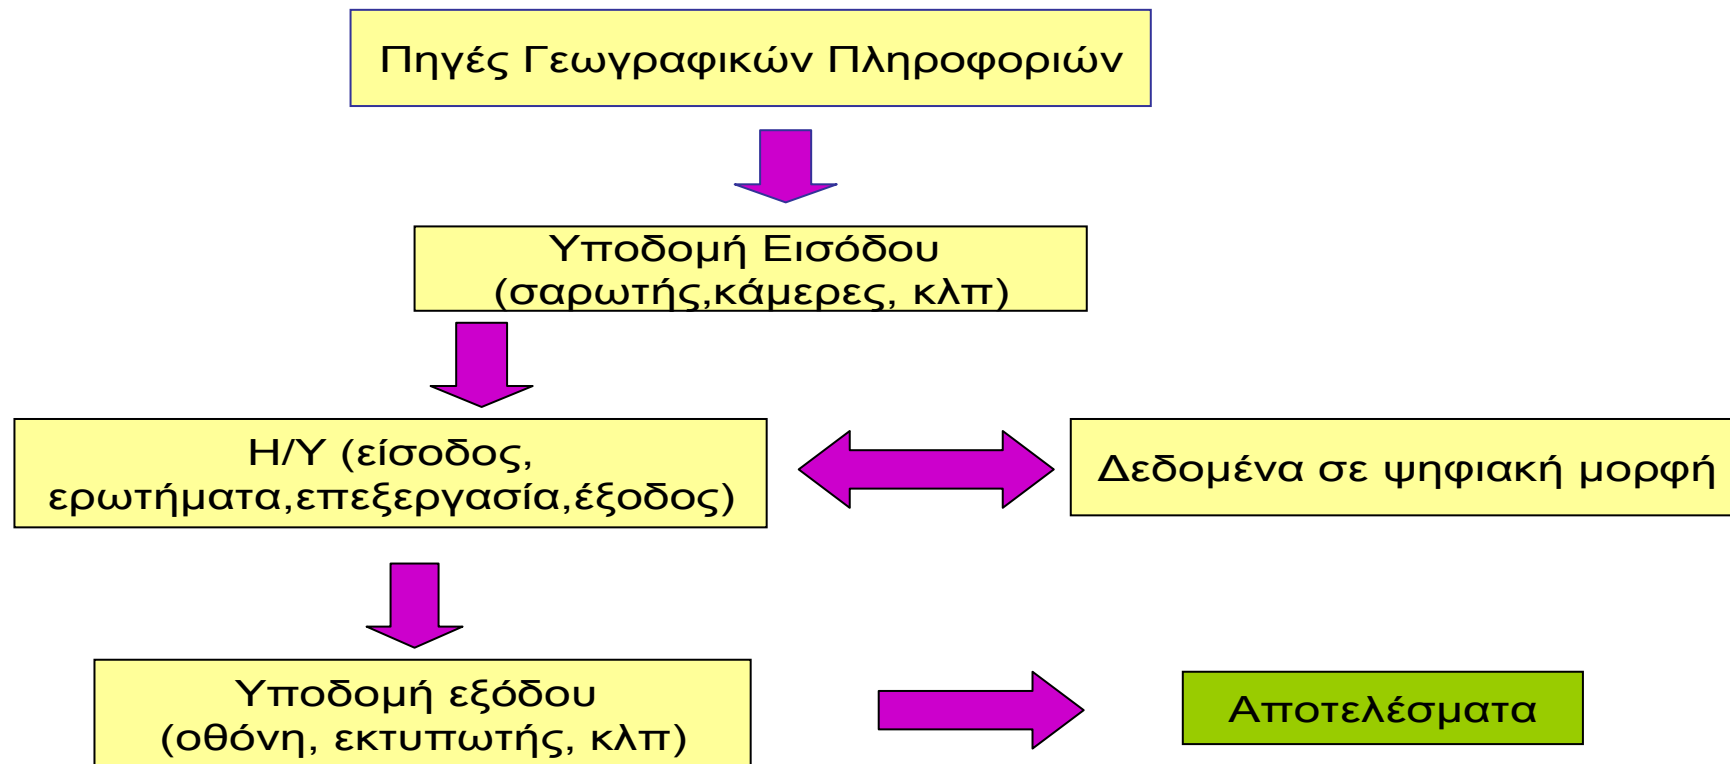 Πηγές Γεωγραφικών Πληροφοριών
Υποδομή Εισόδου
(σαρωτής,κάμερες, κλπ)
Η/Υ (είσοδος,
ερωτήματα,επεξεργασία,έξοδος)
Δεδομένα σε ψηφιακή μορφή
Υποδομή εξόδου
(οθόνη, εκτυπωτής, κλπ)
Αποτελέσματα